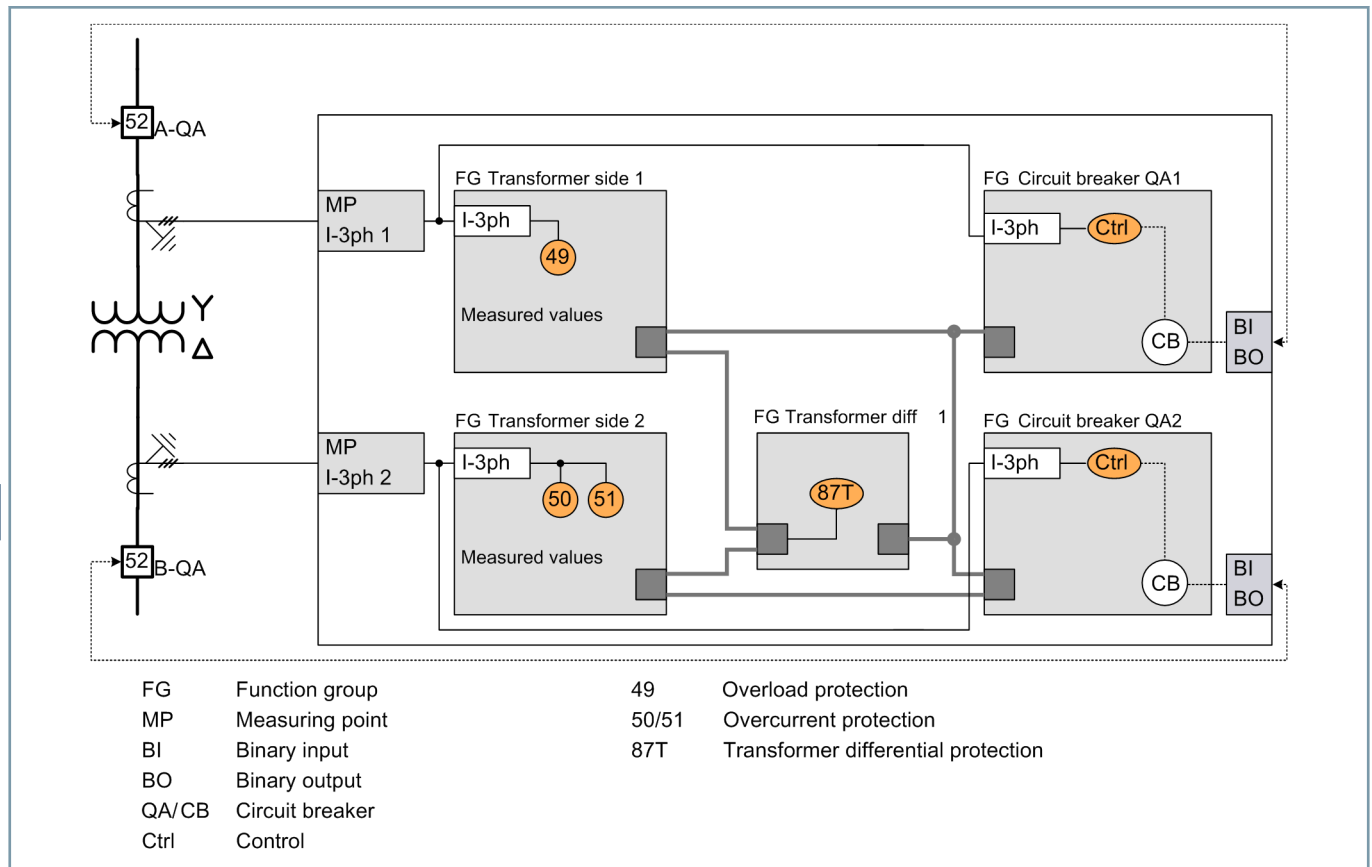 52
A-QA
MP
I-3ph 1
FG Transformer side 1
I-3ph
49
Measured values
FG Circuit breaker QA1
I-3ph
Ctrl
CB
BI
BO
Y
Δ
MP
I-3ph 2
FG Transformer side 2
I-3ph
50
51
Measured values
FG Transformer diff 1
87T
FG Circuit breaker QA2
I-3ph
Ctrl
CB
BI
BO
52
B-QA
FG Function group
MP Measuring point
BI Binary input
BO Binary output
QA/CB Circuit breaker
Ctrl Control
49 Overload protection
50/51 Overcurrent protection
87T Transformer differential protection